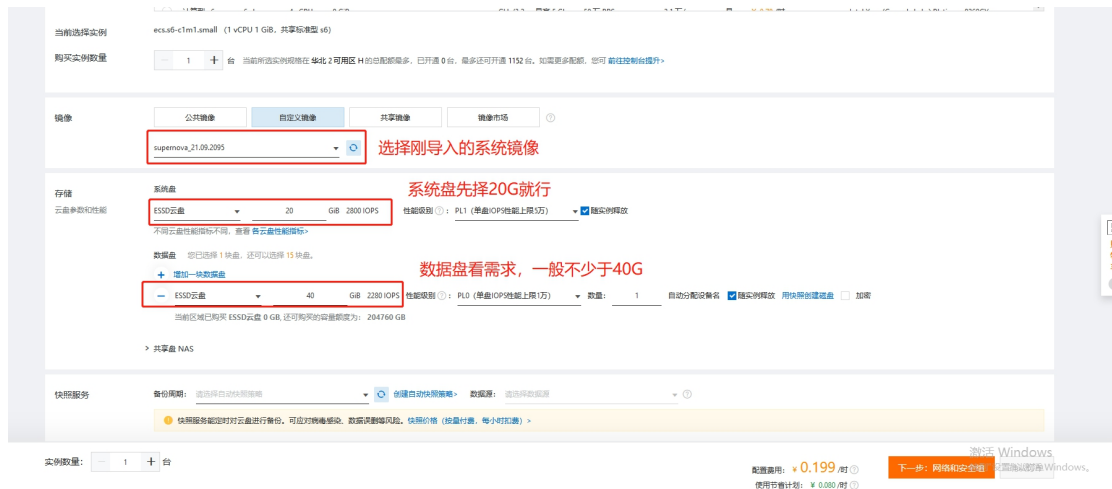 当前选择实例 ecs.s6-c1m1.small （1 vCPU 1 GiB，共享标准型 s6）
购买实例数量 － 1 ＋ 台 当前所选实例规格在 华北 2 可用区 H 的总配额最多，已开通 0 台，最多还可开通 1152 台。如需更多配额，您可 前往控制台提升>
镜像 公共镜像 自定义镜像 共享镜像 镜像市场
supernova_21.09.2095 选择刚导入的系统镜像
存储 系统盘 系统盘先择20G就行
云盘参数和性能 ESSD云盘 20 GiB 2800 IOPS 性能级别 ： PL1（单盘IOPS性能上限5万） 随实例释放
不同云盘性能指标不同，查看 各云盘性能指标>
数据盘 您已选择 1 块盘，还可以选择 15 块盘。
＋ 增加一块数据盘 数据盘看需求，一般不少于40G
－ ESSD云盘 40 GiB 2280 IOPS 性能级别 ： PL0（单盘IOPS性能上限1万） 数量： 1 自动分配设备名 随实例释放 用快照创建磁盘 加密
当前区域已购买 ESSD云盘 0 GB, 还可购买的容量额度为： 204760 GB
> 共享盘 NAS
快照服务 备份周期： 请选择自动快照策略 创建自动快照策略> 数据源： 请选择数据源
快照服务能定时对云盘进行备份。可应对病毒感染、数据误删等风险。快照价格（按量付费，每小时扣费）>
实例数量： － 1 ＋ 台
激活 Windows
配置费用： ¥ 0.199 /时
下一步：网络和安全组
使用节省计划： ¥ 0.080 /时